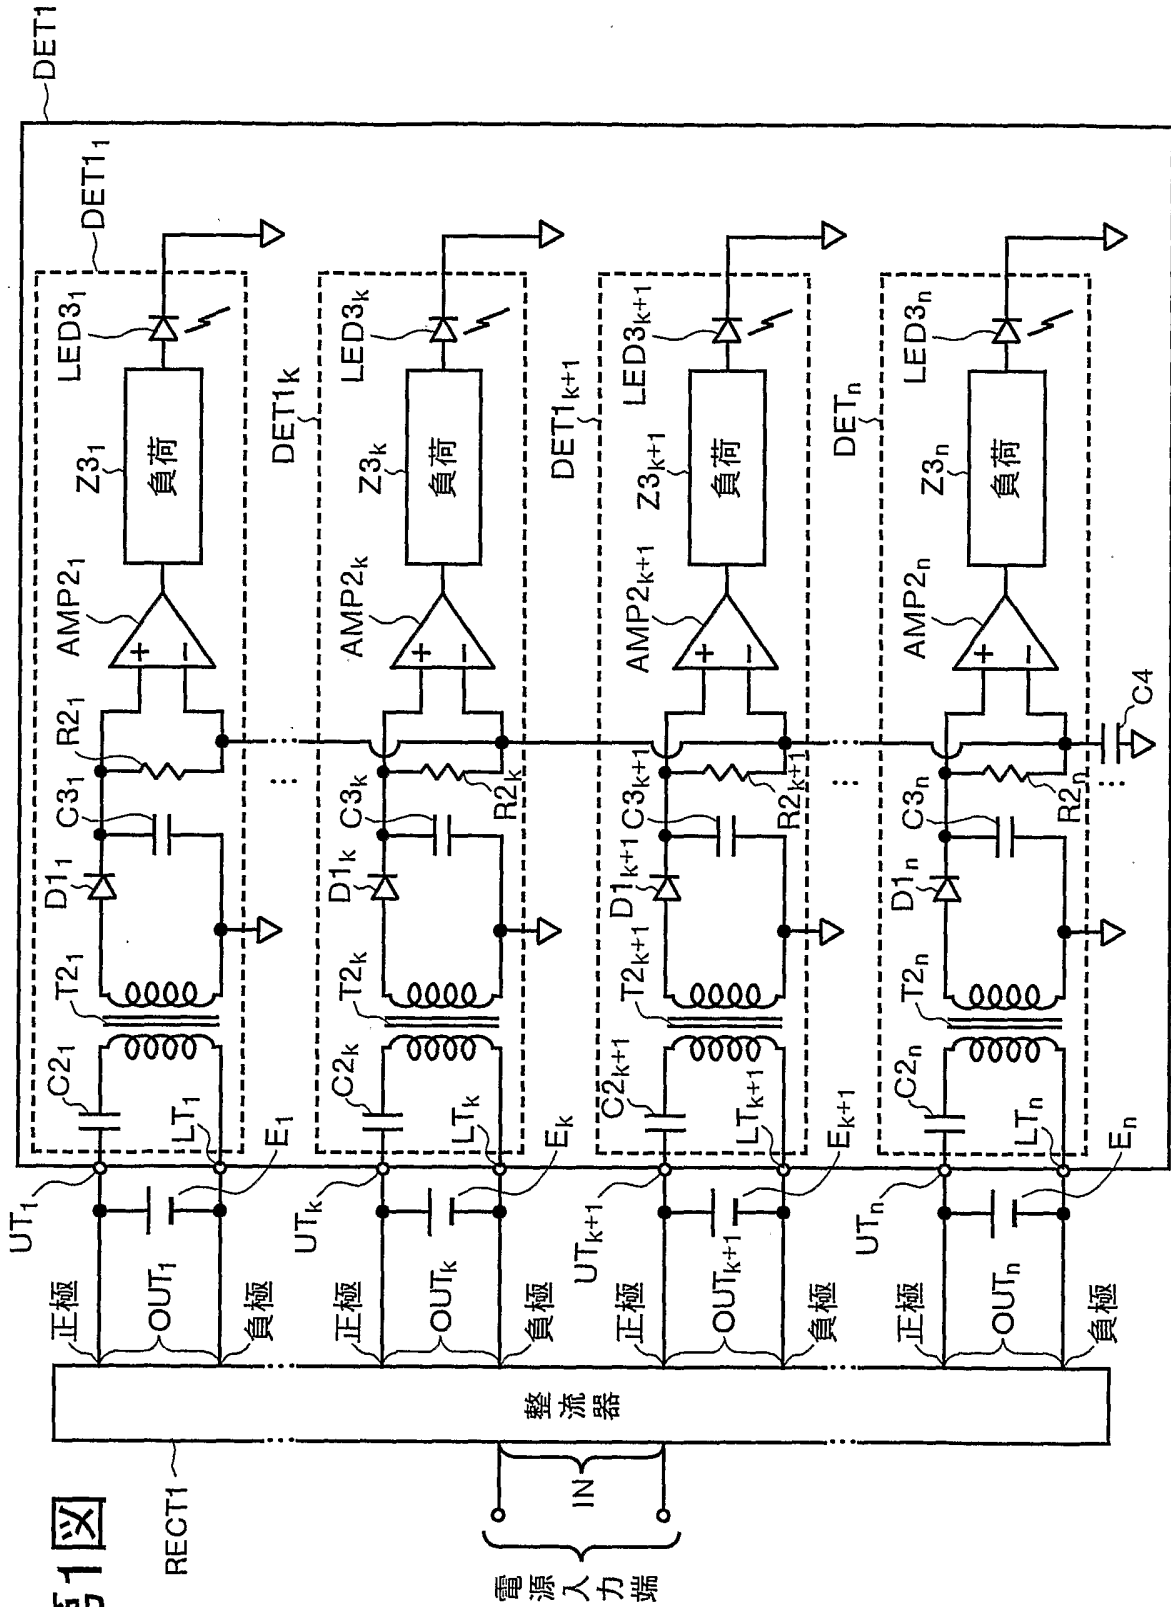 第1図
RECT1
電源入力端
IN
整流器
正極
OUT₁
負極
正極
OUTₖ
負極
正極
OUTₖ₊₁
負極
正極
OUTₙ
負極
UT₁
LT₁
E₁
UTₖ
LTₖ
Eₖ
UTₖ₊₁
LTₖ₊₁
Eₖ₊₁
UTₙ
LTₙ
Eₙ
DET1
DET1₁
C2₁
T2₁
D1₁
C3₁
R2₁
AMP2₁
+
−
Z3₁
負荷
LED3₁
DET1ₖ
C2ₖ
T2ₖ
D1ₖ
C3ₖ
R2ₖ
AMP2ₖ
+
−
Z3ₖ
負荷
LED3ₖ
DET1ₖ₊₁
C2ₖ₊₁
T2ₖ₊₁
D1ₖ₊₁
C3ₖ₊₁
R2ₖ₊₁
AMP2ₖ₊₁
+
−
Z3ₖ₊₁
負荷
LED3ₖ₊₁
DETₙ
C2ₙ
T2ₙ
D1ₙ
C3ₙ
R2ₙ
AMP2ₙ
+
−
Z3ₙ
負荷
LED3ₙ
C4